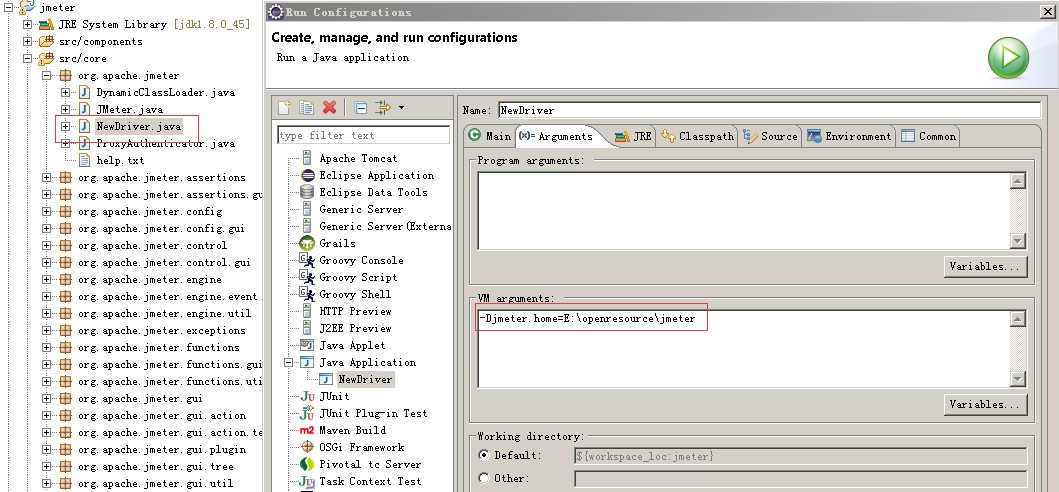 jmeter
JRE System Library [jdk1.8.0_45]
src/components
src/core
org.apache.jmeter
DynamicClassLoader.java
JMeter.java
NewDriver.java
ProxyAuthenticator.java
help.txt
org.apache.jmeter.assertions
org.apache.jmeter.assertions.gu
org.apache.jmeter.config
org.apache.jmeter.config.gui
org.apache.jmeter.control
org.apache.jmeter.control.gui
org.apache.jmeter.engine
org.apache.jmeter.engine.event
org.apache.jmeter.engine.util
org.apache.jmeter.exceptions
org.apache.jmeter.functions
org.apache.jmeter.functions.gui
org.apache.jmeter.functions.uti
org.apache.jmeter.gui
org.apache.jmeter.gui.action
org.apache.jmeter.gui.action.te
org.apache.jmeter.gui.plugin
org.apache.jmeter.gui.tree
org.apache.jmeter.gui.util
Run Configurations
Create, manage, and run configurations
Run a Java application
type filter text
Apache Tomcat
Eclipse Application
Eclipse Data Tools
Generic Server
Generic Server(Externa
Grails
Groovy Console
Groovy Script
Groovy Shell
HTTP Preview
J2EE Preview
Java Applet
Java Application
NewDriver
JUnit
JUnit Plug-in Test
Maven Build
OSGi Framework
Pivotal tc Server
Task Context Test
Name: NewDriver
Main (x)= Arguments JRE Classpath Source Environment Common
Program arguments:
Variables...
VM arguments:
-Djmeter.home=E:\openresource\jmeter
Variables...
Working directory:
Default: ${workspace_loc:jmeter}
Other: